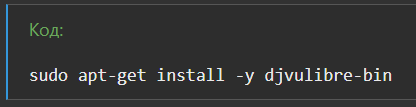 Код:
sudo apt-get install -y djvulibre-bin